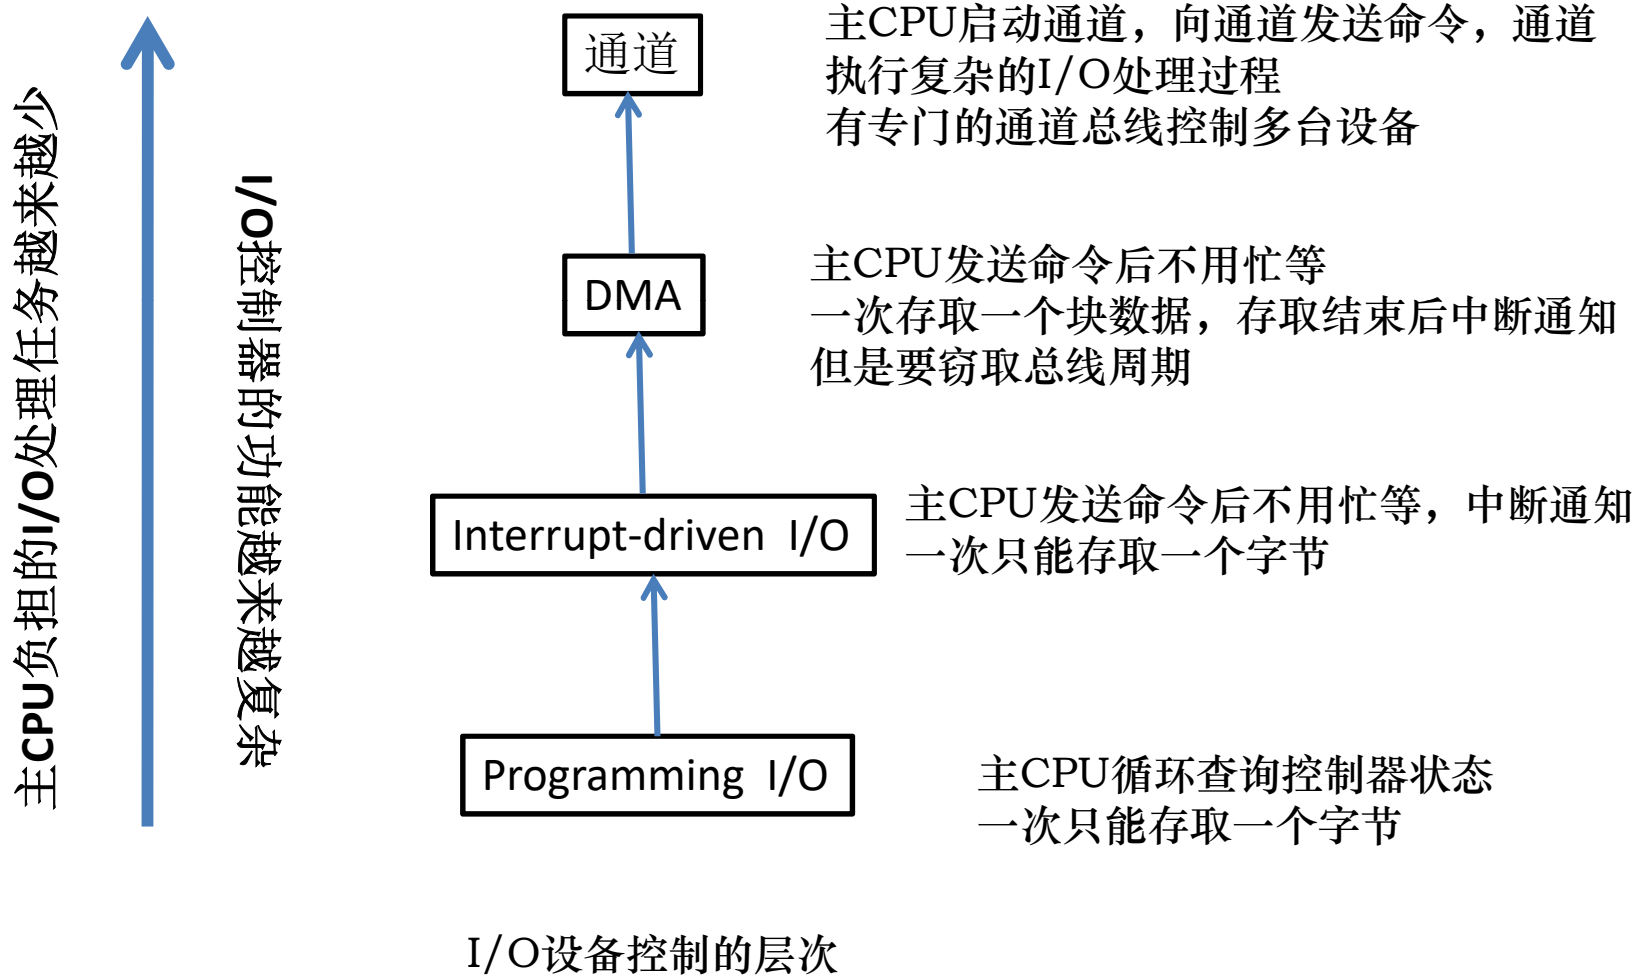 主CPU负担的I/O处理任务越来越少
I/O控制器的功能越来越复杂
通道
主CPU启动通道，向通道发送命令，通道
执行复杂的I/O处理过程
有专门的通道总线控制多台设备
DMA
主CPU发送命令后不用忙等
一次存取一个块数据，存取结束后中断通知
但是要窃取总线周期
Interrupt-driven I/O
主CPU发送命令后不用忙等，中断通知
一次只能存取一个字节
Programming I/O
主CPU循环查询控制器状态
一次只能存取一个字节
I/O设备控制的层次